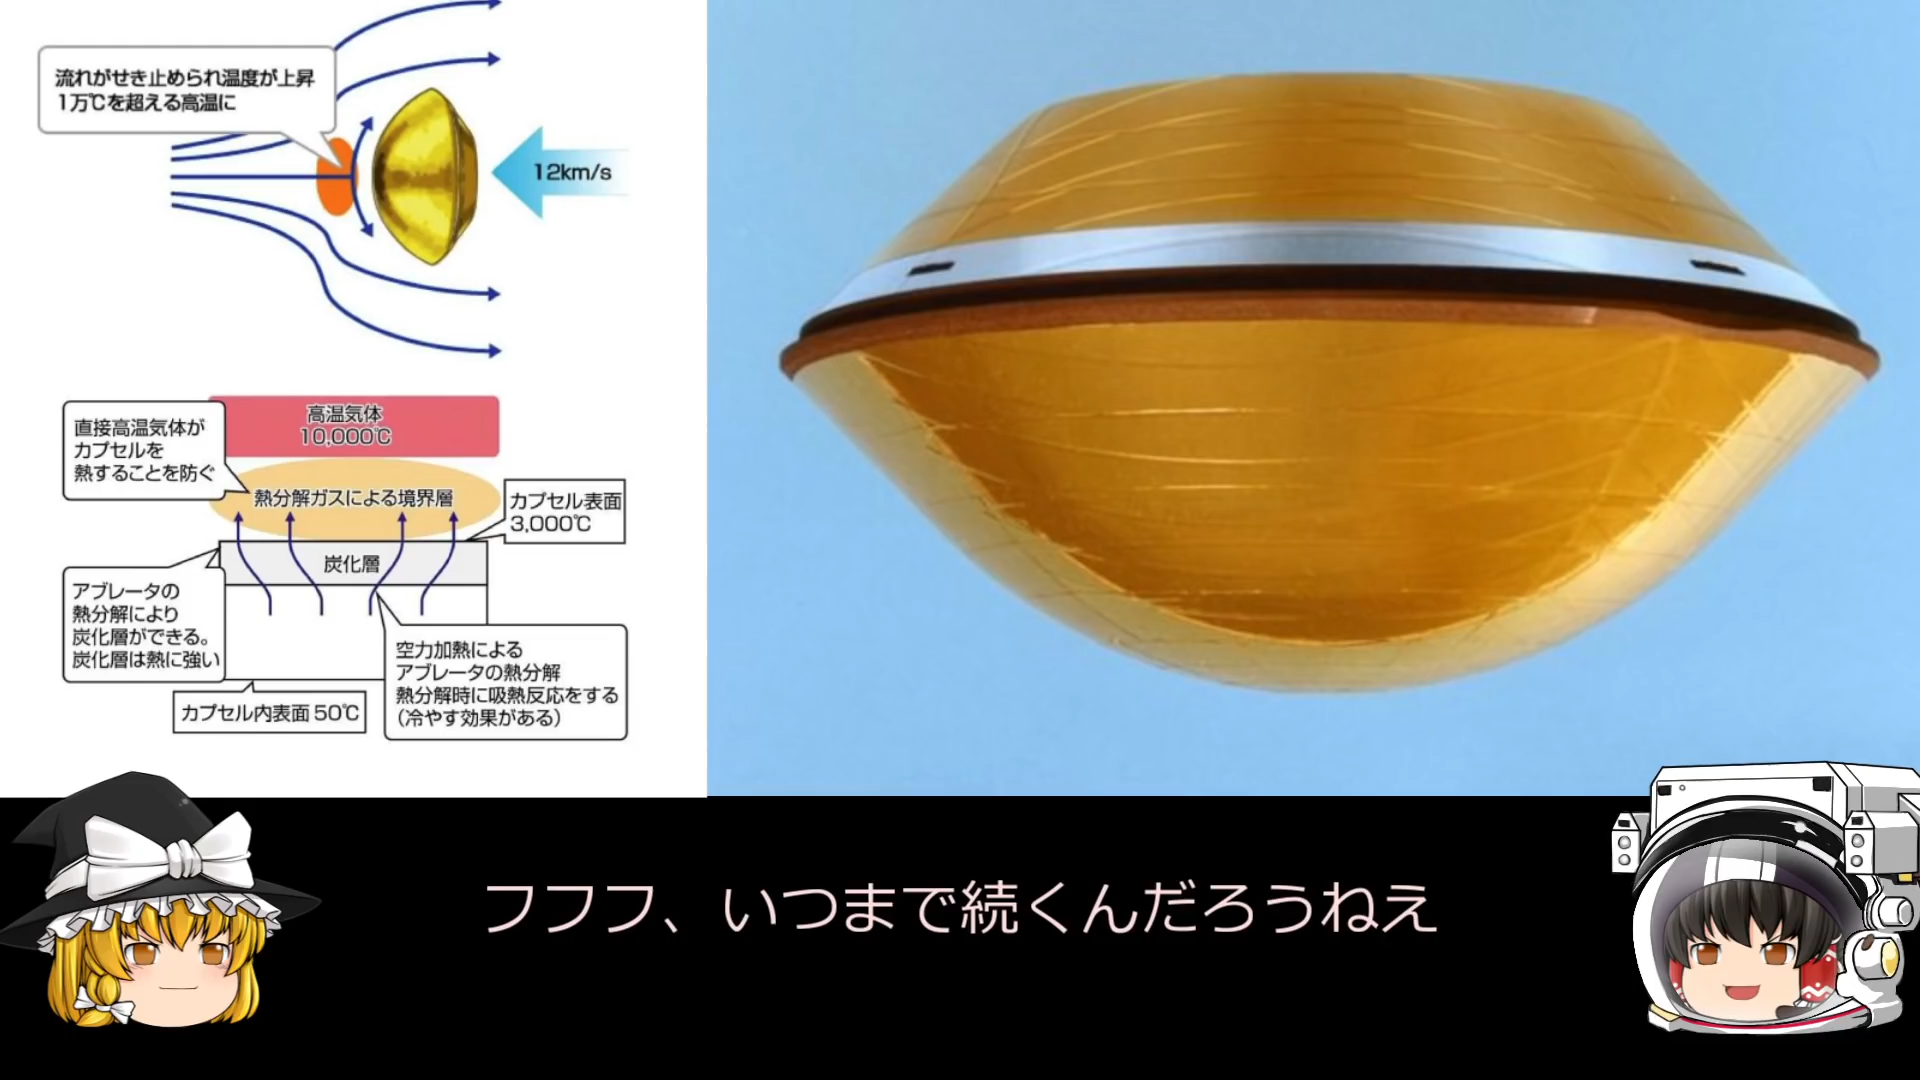 流れがせき止められ温度が上昇
1万℃を超える高温に
12km/s
高温気体
10,000℃
直接高温気体が
カプセルを
熱することを防ぐ
熱分解ガスによる境界層
カプセル表面
3,000℃
炭化層
アブレータの
熱分解により
炭化層ができる。
炭化層は熱に強い
空力加熱による
アブレータの熱分解
熱分解時に吸熱反応をする
（冷やす効果がある）
カプセル内表面 50℃
フフフ、いつまで続くんだろうねえ